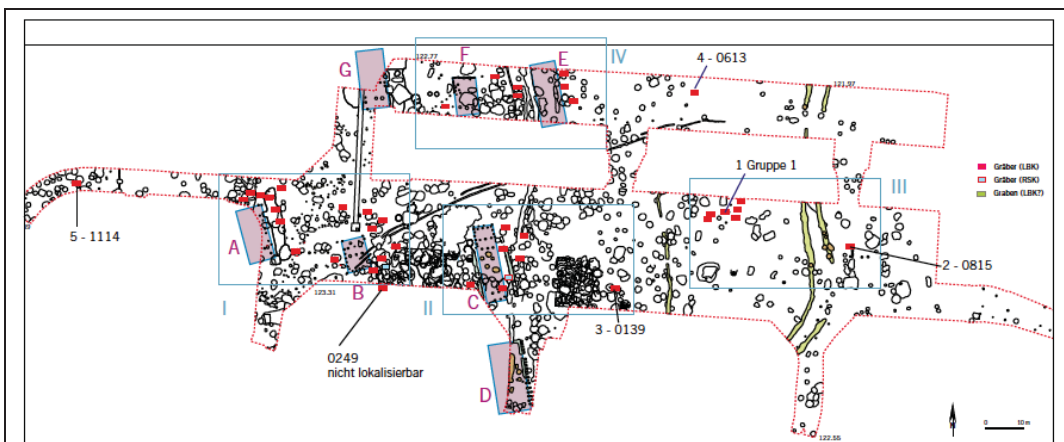 122.77
F
E
IV
4 - 0613
G
121.97
1 Gruppe 1
Gräber (LBK)
Gräber (RSK)
Graben (LBK?)
III
5 - 1114
A
2 - 0815
I
123.31
B
II
C
3 - 0139
0249
nicht lokalisierbar
D
0
10 m
122.55